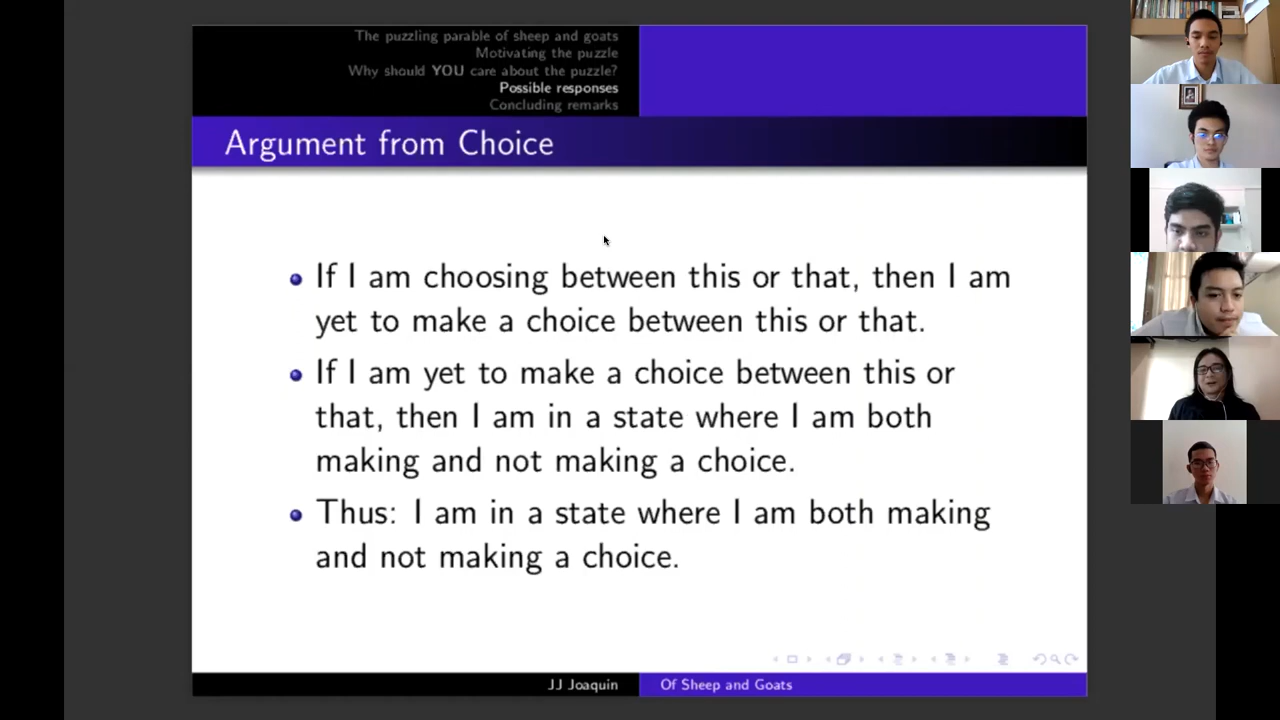 The puzzling parable of sheep and goats
Motivating the puzzle
Why should YOU care about the puzzle?
Possible responses
Concluding remarks
Argument from Choice
If I am choosing between this or that, then I am
yet to make a choice between this or that.
If I am yet to make a choice between this or
that, then I am in a state where I am both
making and not making a choice.
Thus: I am in a state where I am both making
and not making a choice.
JJ Joaquin
Of Sheep and Goats